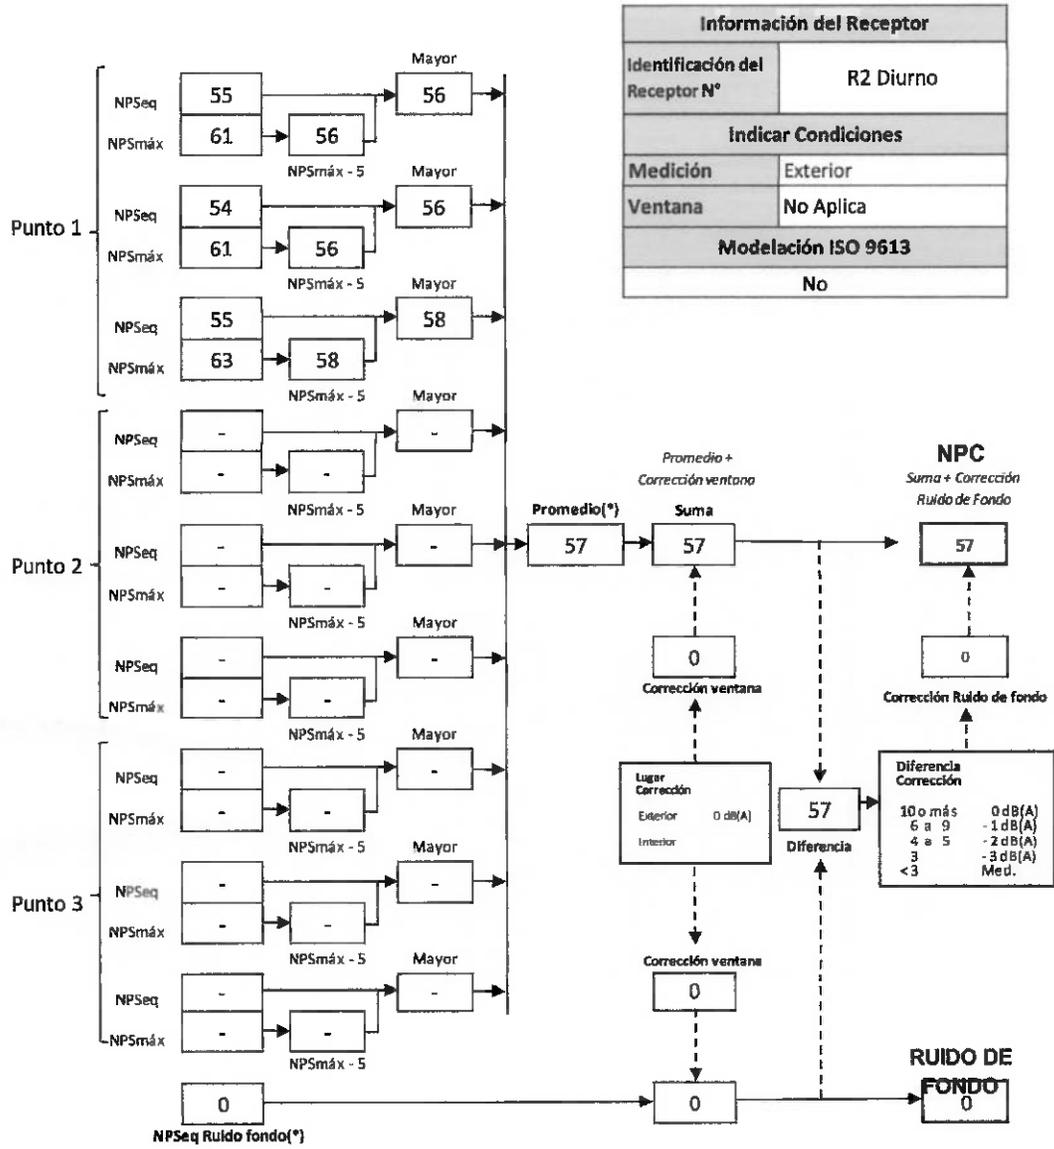 Información del Receptor
Identificación del
Receptor N°
R2 Diurno
Indicar Condiciones
Medición
Exterior
Ventana
No Aplica
Modelación ISO 9613
No
Punto 1
Mayor
NPSeq
55
56
NPSmáx
61
56
NPSmáx - 5
Mayor
NPSeq
54
56
NPSmáx
61
56
NPSmáx - 5
Mayor
NPSeq
55
58
NPSmáx
63
58
NPSmáx - 5
Punto 2
Mayor
NPSeq
-
-
NPSmáx
-
-
NPSmáx - 5
Mayor
NPSeq
-
-
NPSmáx
-
-
NPSmáx - 5
Mayor
NPSeq
-
-
NPSmáx
-
-
NPSmáx - 5
Punto 3
Mayor
NPSeq
-
-
NPSmáx
-
-
NPSmáx - 5
Mayor
NPSeq
-
-
NPSmáx
-
-
NPSmáx - 5
Mayor
NPSeq
-
-
NPSmáx
-
-
NPSmáx - 5
0
NPSeq Ruido fondo(*)
Promedio(*)
57
Promedio +
Corrección ventana
Suma
57
0
Corrección ventana
Lugar
Corrección
Exterior 0 dB(A)
Interior
Corrección ventana
0
0
57
Diferencia
NPC
Suma + Corrección
Ruido de Fondo
57
0
Corrección Ruido de fondo
Diferencia
Corrección
10 o más 0 dB(A)
6 a 9 - 1 dB(A)
4 a 5 - 2 dB(A)
3 - 3 dB(A)
<3 Med.
RUIDO DE
FONDO
0